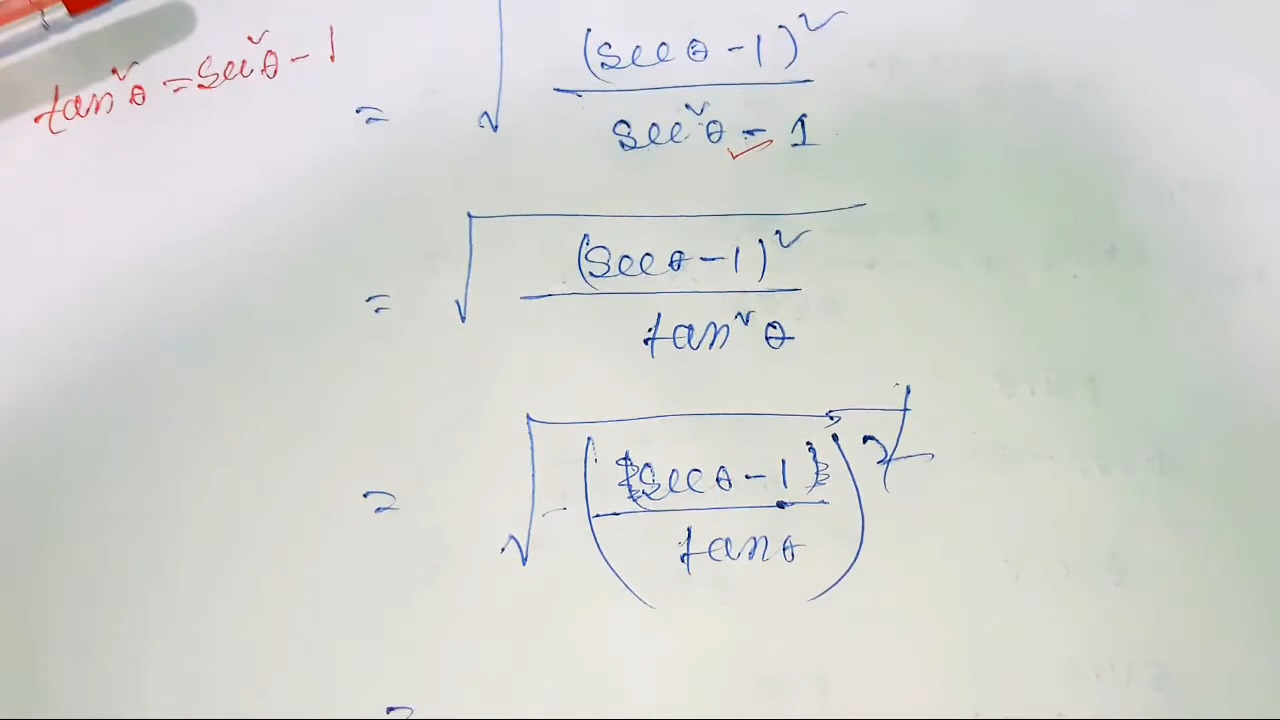 tan²θ = sec²θ - 1
= √((secθ - 1)² / (sec²θ - 1))
= √((secθ - 1)² / tan²θ)
= √((secθ - 1 / tanθ)²)
=